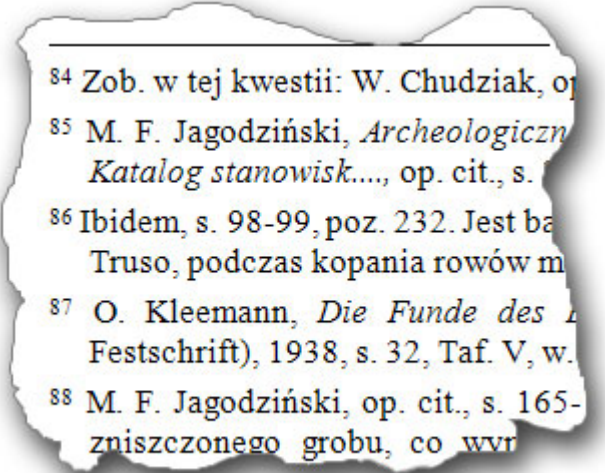 84 Zob. w tej kwestii: W. Chudziak,
85 M. F. Jagodziński, Archeologiczn
Katalog stanowisk...., op. cit., s.
86 Ibidem, s. 98-99, poz. 232. Jest
Truso, podczas kopania rowów m
87 O. Kleemann, Die Funde des
Festschrift), 1938, s. 32, Taf. V, w.
88 M. F. Jagodziński, op. cit., s. 165-
zniszczonego grobu, co